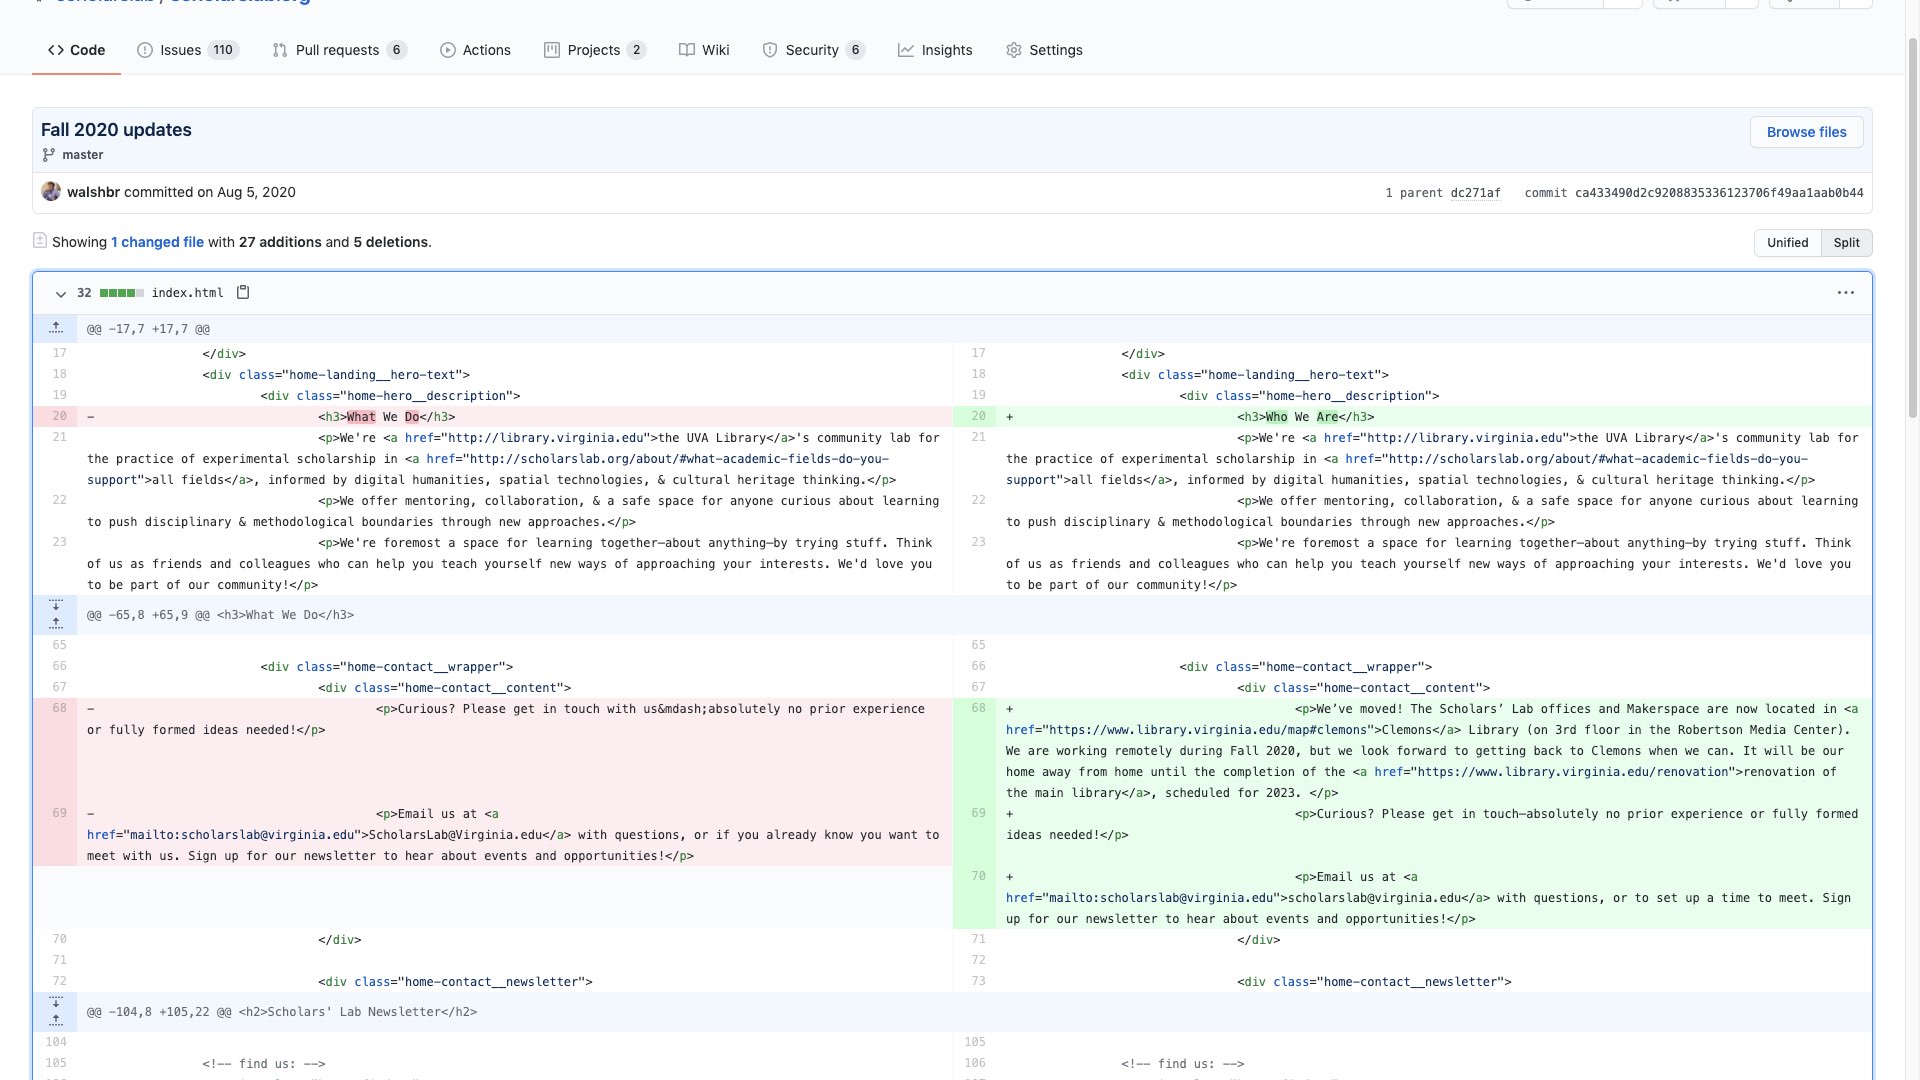 Code Issues 110 Pull requests 6 Actions Projects 2 Wiki Security 6 Insights Settings
Fall 2020 updates
Browse files
master
walshbr committed on Aug 5, 2020
1 parent dc271af commit ca433490d2c9208835336123706f49aa1aab0b44
Showing 1 changed file with 27 additions and 5 deletions.
Unified Split
32 index.html
@@ -17,7 +17,7 @@
17 </div>
18 <div class="home-landing__hero-text">
19 <div class="home-hero__description">
20 - <h3>What We Do</h3>
21 <p>We're <a href="http://library.virginia.edu">the UVA Library</a>'s community lab for
the practice of experimental scholarship in <a href="http://scholarslab.org/about/#what-academic-fields-do-you-
support">all fields</a>, informed by digital humanities, spatial technologies, & cultural heritage thinking.</p>
22 <p>We offer mentoring, collaboration, & a safe space for anyone curious about learning
to push disciplinary & methodological boundaries through new approaches.</p>
23 <p>We're foremost a space for learning together—about anything—by trying stuff. Think
of us as friends and colleagues who can help you teach yourself new ways of approaching your interests. We'd love you
to be part of our community!</p>
17 </div>
18 <div class="home-landing__hero-text">
19 <div class="home-hero__description">
20 + <h3>Who We Are</h3>
21 <p>We're <a href="http://library.virginia.edu">the UVA Library</a>'s community lab for
the practice of experimental scholarship in <a href="http://scholarslab.org/about/#what-academic-fields-do-you-
support">all fields</a>, informed by digital humanities, spatial technologies, & cultural heritage thinking.</p>
22 <p>We offer mentoring, collaboration, & a safe space for anyone curious about learning
to push disciplinary & methodological boundaries through new approaches.</p>
23 <p>We're foremost a space for learning together—about anything—by trying stuff. Think
of us as friends and colleagues who can help you teach yourself new ways of approaching your interests. We'd love you
to be part of our community!</p>
@@ -65,8 +65,9 @@ <h3>What We Do</h3>
65
66 <div class="home-contact__wrapper">
67 <div class="home-contact__content">
68 - <p>Curious? Please get in touch with us&mdash;absolutely no prior experience
or fully formed ideas needed!</p>
69 - <p>Email us at <a
href="mailto:scholarslab@virginia.edu">ScholarsLab@Virginia.edu</a> with questions, or if you already know you want to
meet with us. Sign up for our newsletter to hear about events and opportunities!</p>
70 </div>
71
72 <div class="home-contact__newsletter">
65
66 <div class="home-contact__wrapper">
67 <div class="home-contact__content">
68 + <p>We’ve moved! The Scholars’ Lab offices and Makerspace are now located in <a
href="https://www.library.virginia.edu/map#clemons">Clemons</a> Library (on 3rd floor in the Robertson Media Center).
We are working remotely during Fall 2020, but we look forward to getting back to Clemons when we can. It will be our
home away from home until the completion of the <a href="https://www.library.virginia.edu/renovation">renovation of
the main library</a>, scheduled for 2023. </p>
69 + <p>Curious? Please get in touch—absolutely no prior experience or fully formed
ideas needed!</p>
70 + <p>Email us at <a
href="mailto:scholarslab@virginia.edu">scholarslab@virginia.edu</a> with questions, or to set up a time to meet. Sign
up for our newsletter to hear about events and opportunities!</p>
71 </div>
72
73 <div class="home-contact__newsletter">
@@ -104,8 +105,22 @@ <h2>Scholars' Lab Newsletter</h2>
104
105 <!-- find us: -->
105
106 <!-- find us: -->